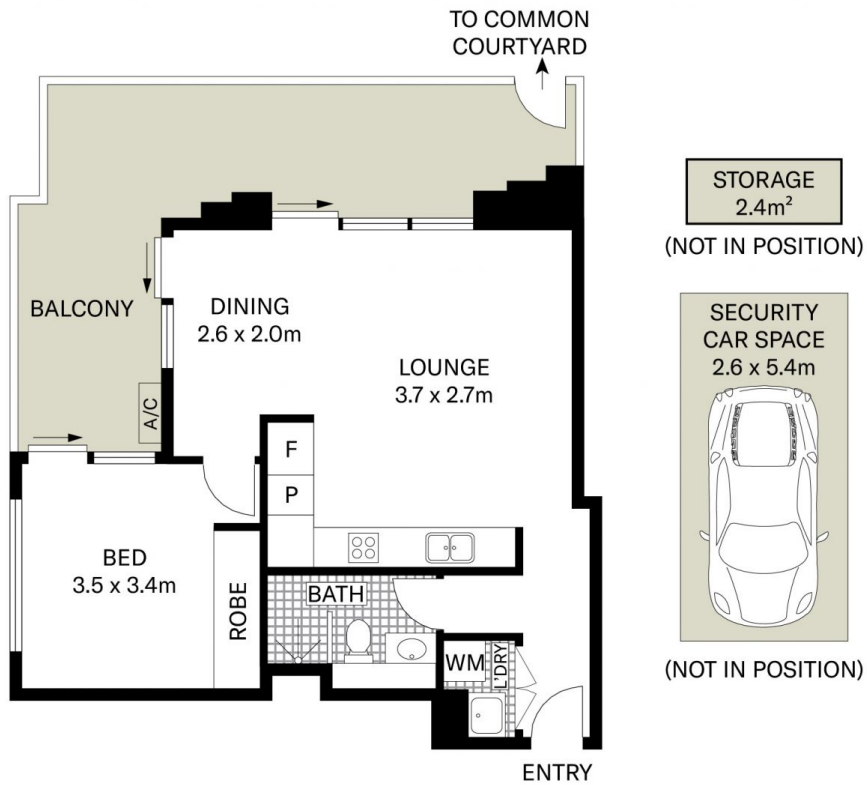 TO COMMON
COURTYARD
STORAGE
2.4m²
(NOT IN POSITION)
BALCONY
DINING
2.6 x 2.0m
LOUNGE
3.7 x 2.7m
SECURITY
CAR SPACE
2.6 x 5.4m
A/C
F
P
BED
3.5 x 3.4m
ROBE
BATH
WM
L'DRY
(NOT IN POSITION)
ENTRY